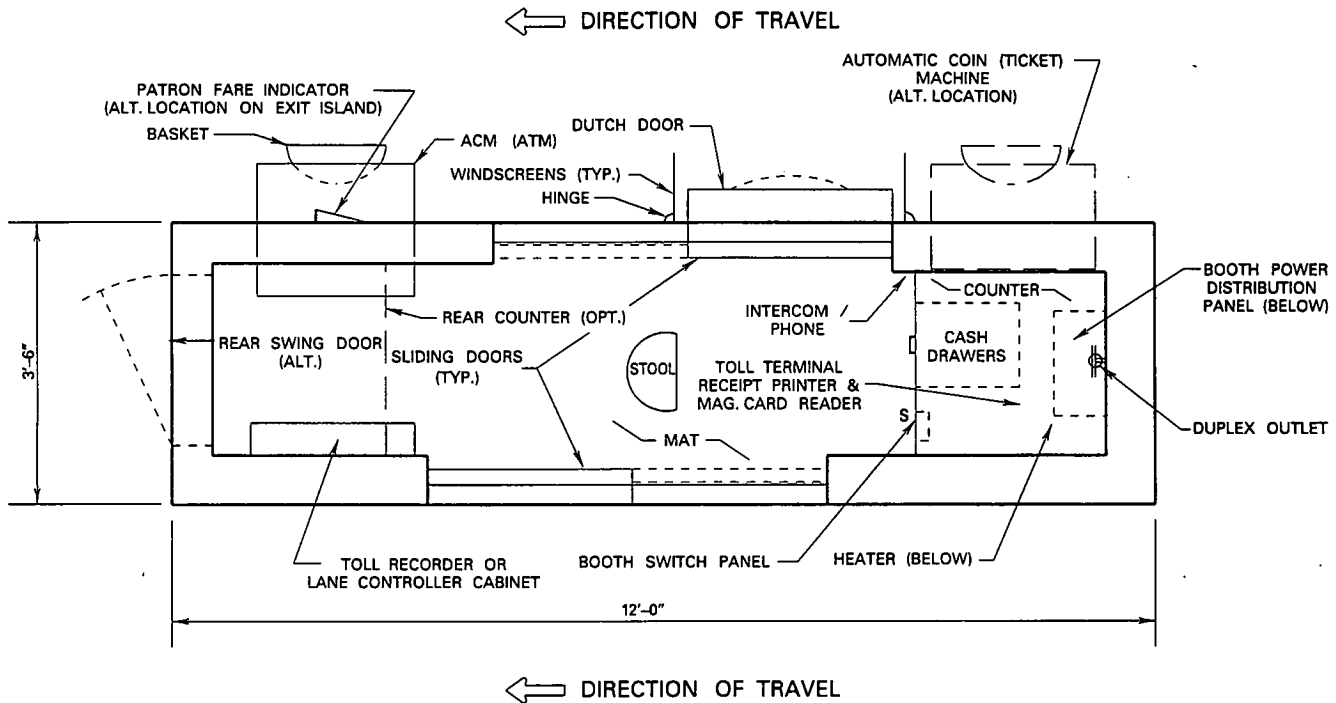 DIRECTION OF TRAVEL
PATRON FARE INDICATOR
(ALT. LOCATION ON EXIT ISLAND)
BASKET
ACM (ATM)
DUTCH DOOR
WINDSCREENS (TYP.)
HINGE
AUTOMATIC COIN (TICKET)
MACHINE
(ALT. LOCATION)
3'-6"
REAR SWING DOOR
(ALT.)
REAR COUNTER (OPT.)
SLIDING DOORS
(TYP.)
STOOL
INTERCOM /
PHONE
COUNTER
CASH
DRAWERS
BOOTH POWER
DISTRIBUTION
PANEL (BELOW)
TOLL TERMINAL
RECEIPT PRINTER &
MAG. CARD READER
S
MAT
DUPLEX OUTLET
TOLL RECORDER OR
LANE CONTROLLER CABINET
BOOTH SWITCH PANEL
HEATER (BELOW)
12'-0"
DIRECTION OF TRAVEL